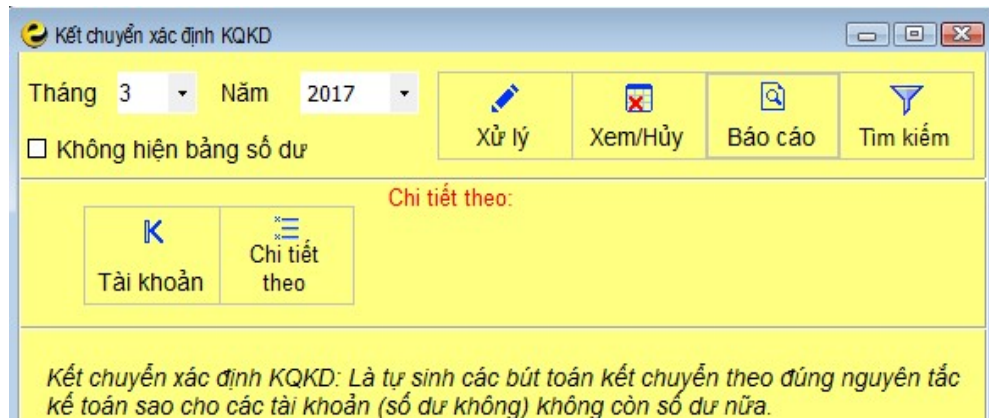 Kết chuyển xác định KQKD
Tháng 3 Năm 2017
Không hiện bảng số dư
Xử lý Xem/Hủy Báo cáo Tìm kiếm
Chi tiết theo:
Tài khoản
Chi tiết
theo
Kết chuyển xác định KQKD: Là tự sinh các bút toán kết chuyển theo đúng nguyên tắc
kế toán sao cho các tài khoản (số dư không) không còn số dư nữa.